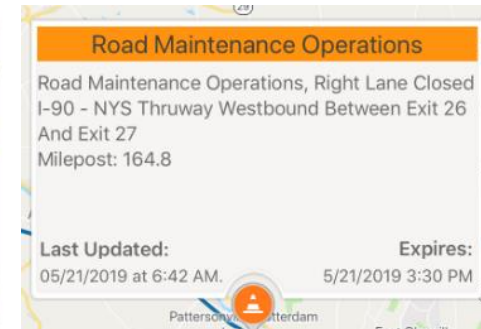 29
Road Maintenance Operations
Road Maintenance Operations, Right Lane Closed
I-90 - NYS Thruway Westbound Between Exit 26
And Exit 27
Milepost: 164.8
Last Updated: Expires:
05/21/2019 at 6:42 AM. 5/21/2019 3:30 PM